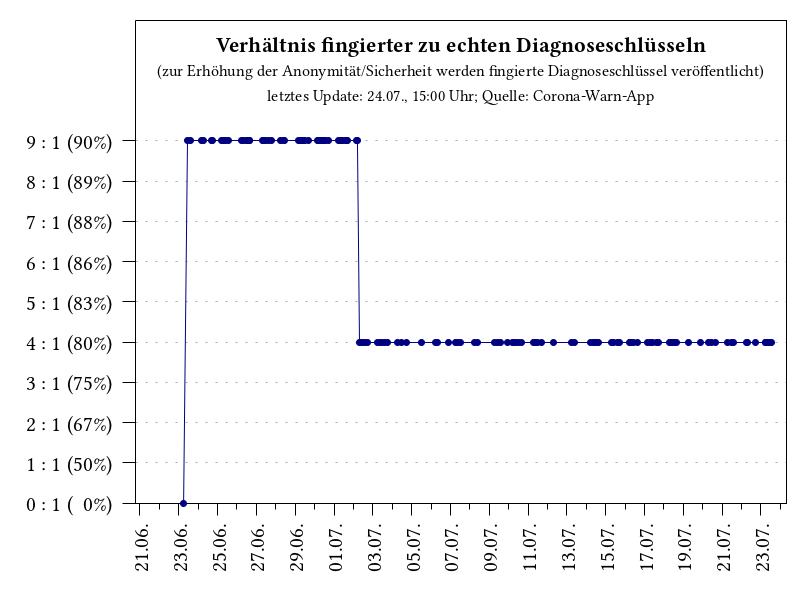 Verhältnis fingierter zu echten Diagnoseschlüsseln
(zur Erhöhung der Anonymität/Sicherheit werden fingierte Diagnoseschlüssel veröffentlicht)
letztes Update: 24.07., 15:00 Uhr; Quelle: Corona-Warn-App
9 : 1 (90%)
8 : 1 (89%)
7 : 1 (88%)
6 : 1 (86%)
5 : 1 (83%)
4 : 1 (80%)
3 : 1 (75%)
2 : 1 (67%)
1 : 1 (50%)
0 : 1 ( 0%)
21.06.
23.06.
25.06.
27.06.
29.06.
01.07.
03.07.
05.07.
07.07.
09.07.
11.07.
13.07.
15.07.
17.07.
19.07.
21.07.
23.07.